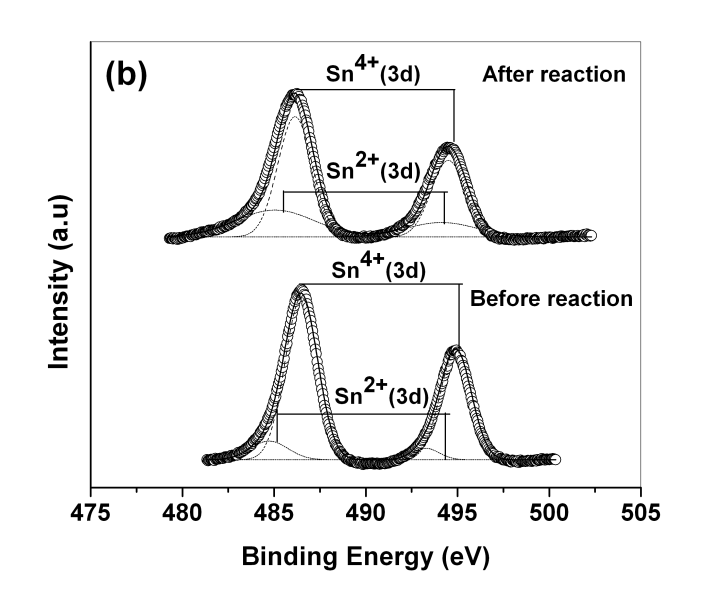 (b)
Sn4+(3d)
After reaction
Sn2+(3d)
Sn4+(3d)
Before reaction
Sn2+(3d)
Intensity (a.u)
475 480 485 490 495 500 505
Binding Energy (eV)